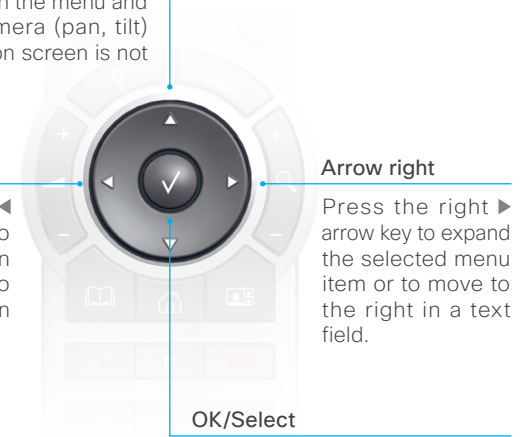 n the menu and
mera (pan, tilt)
on screen is not
Arrow right
Press the right ▶
arrow key to expand
the selected menu
item or to move to
the right in a text
field.
◀
o
n
o
n
OK/Select